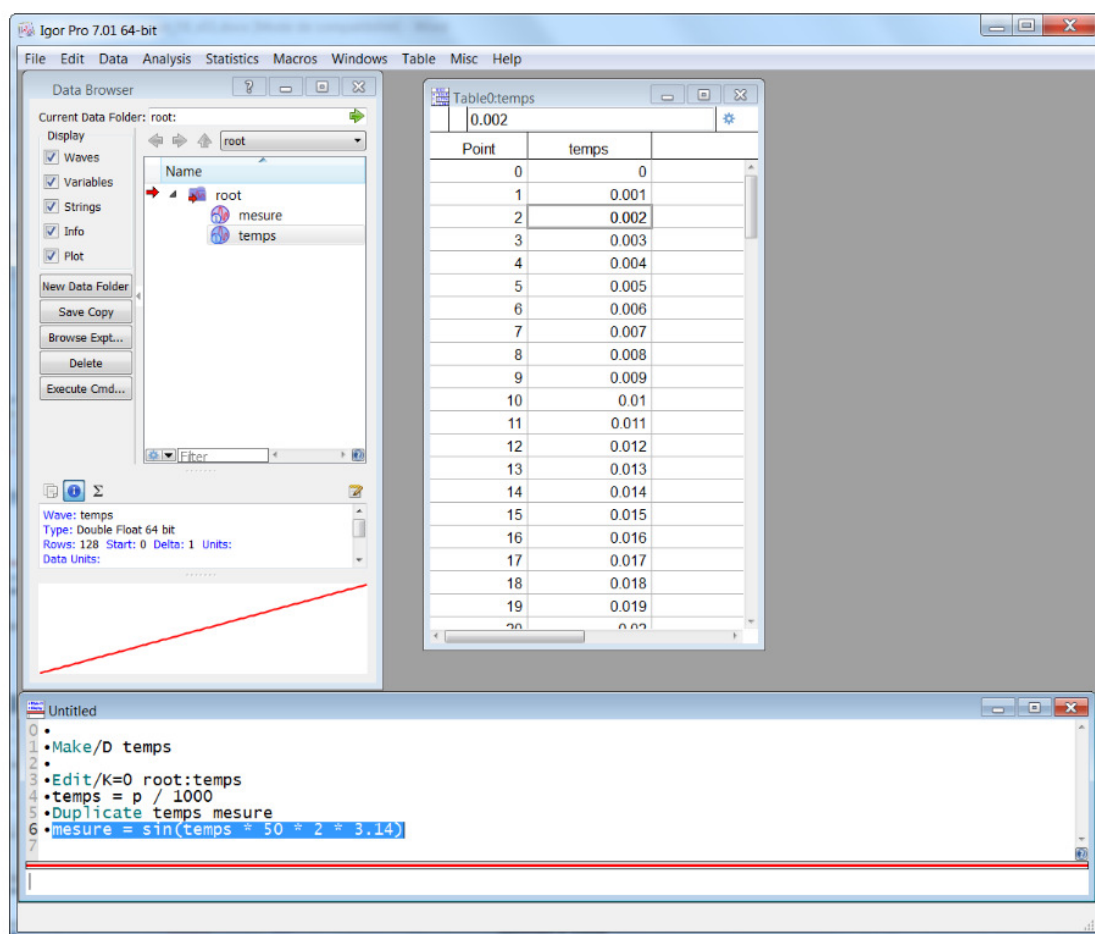 Igor Pro 7.01 64-bit
File Edit Data Analysis Statistics Macros Windows Table Misc Help
Data Browser
Current Data Folder: root:
Display
root
Waves
Variables
Strings
Info
Plot
New Data Folder
Save Copy
Browse Expt...
Delete
Execute Cmd...
Name
root
mesure
temps
Filter
Wave: temps
Type: Double Float 64 bit
Rows: 128 Start: 0 Delta: 1 Units:
Data Units:
Table0:temps
0.002
Point temps
0 0
1 0.001
2 0.002
3 0.003
4 0.004
5 0.005
6 0.006
7 0.007
8 0.008
9 0.009
10 0.01
11 0.011
12 0.012
13 0.013
14 0.014
15 0.015
16 0.016
17 0.017
18 0.018
19 0.019
20 0.02
Untitled
0 •
1 •Make/D temps
2 •
3 •Edit/K=0 root:temps
4 •temps = p / 1000
5 •Duplicate temps mesure
6 •mesure = sin(temps * 50 * 2 * 3.14)
7